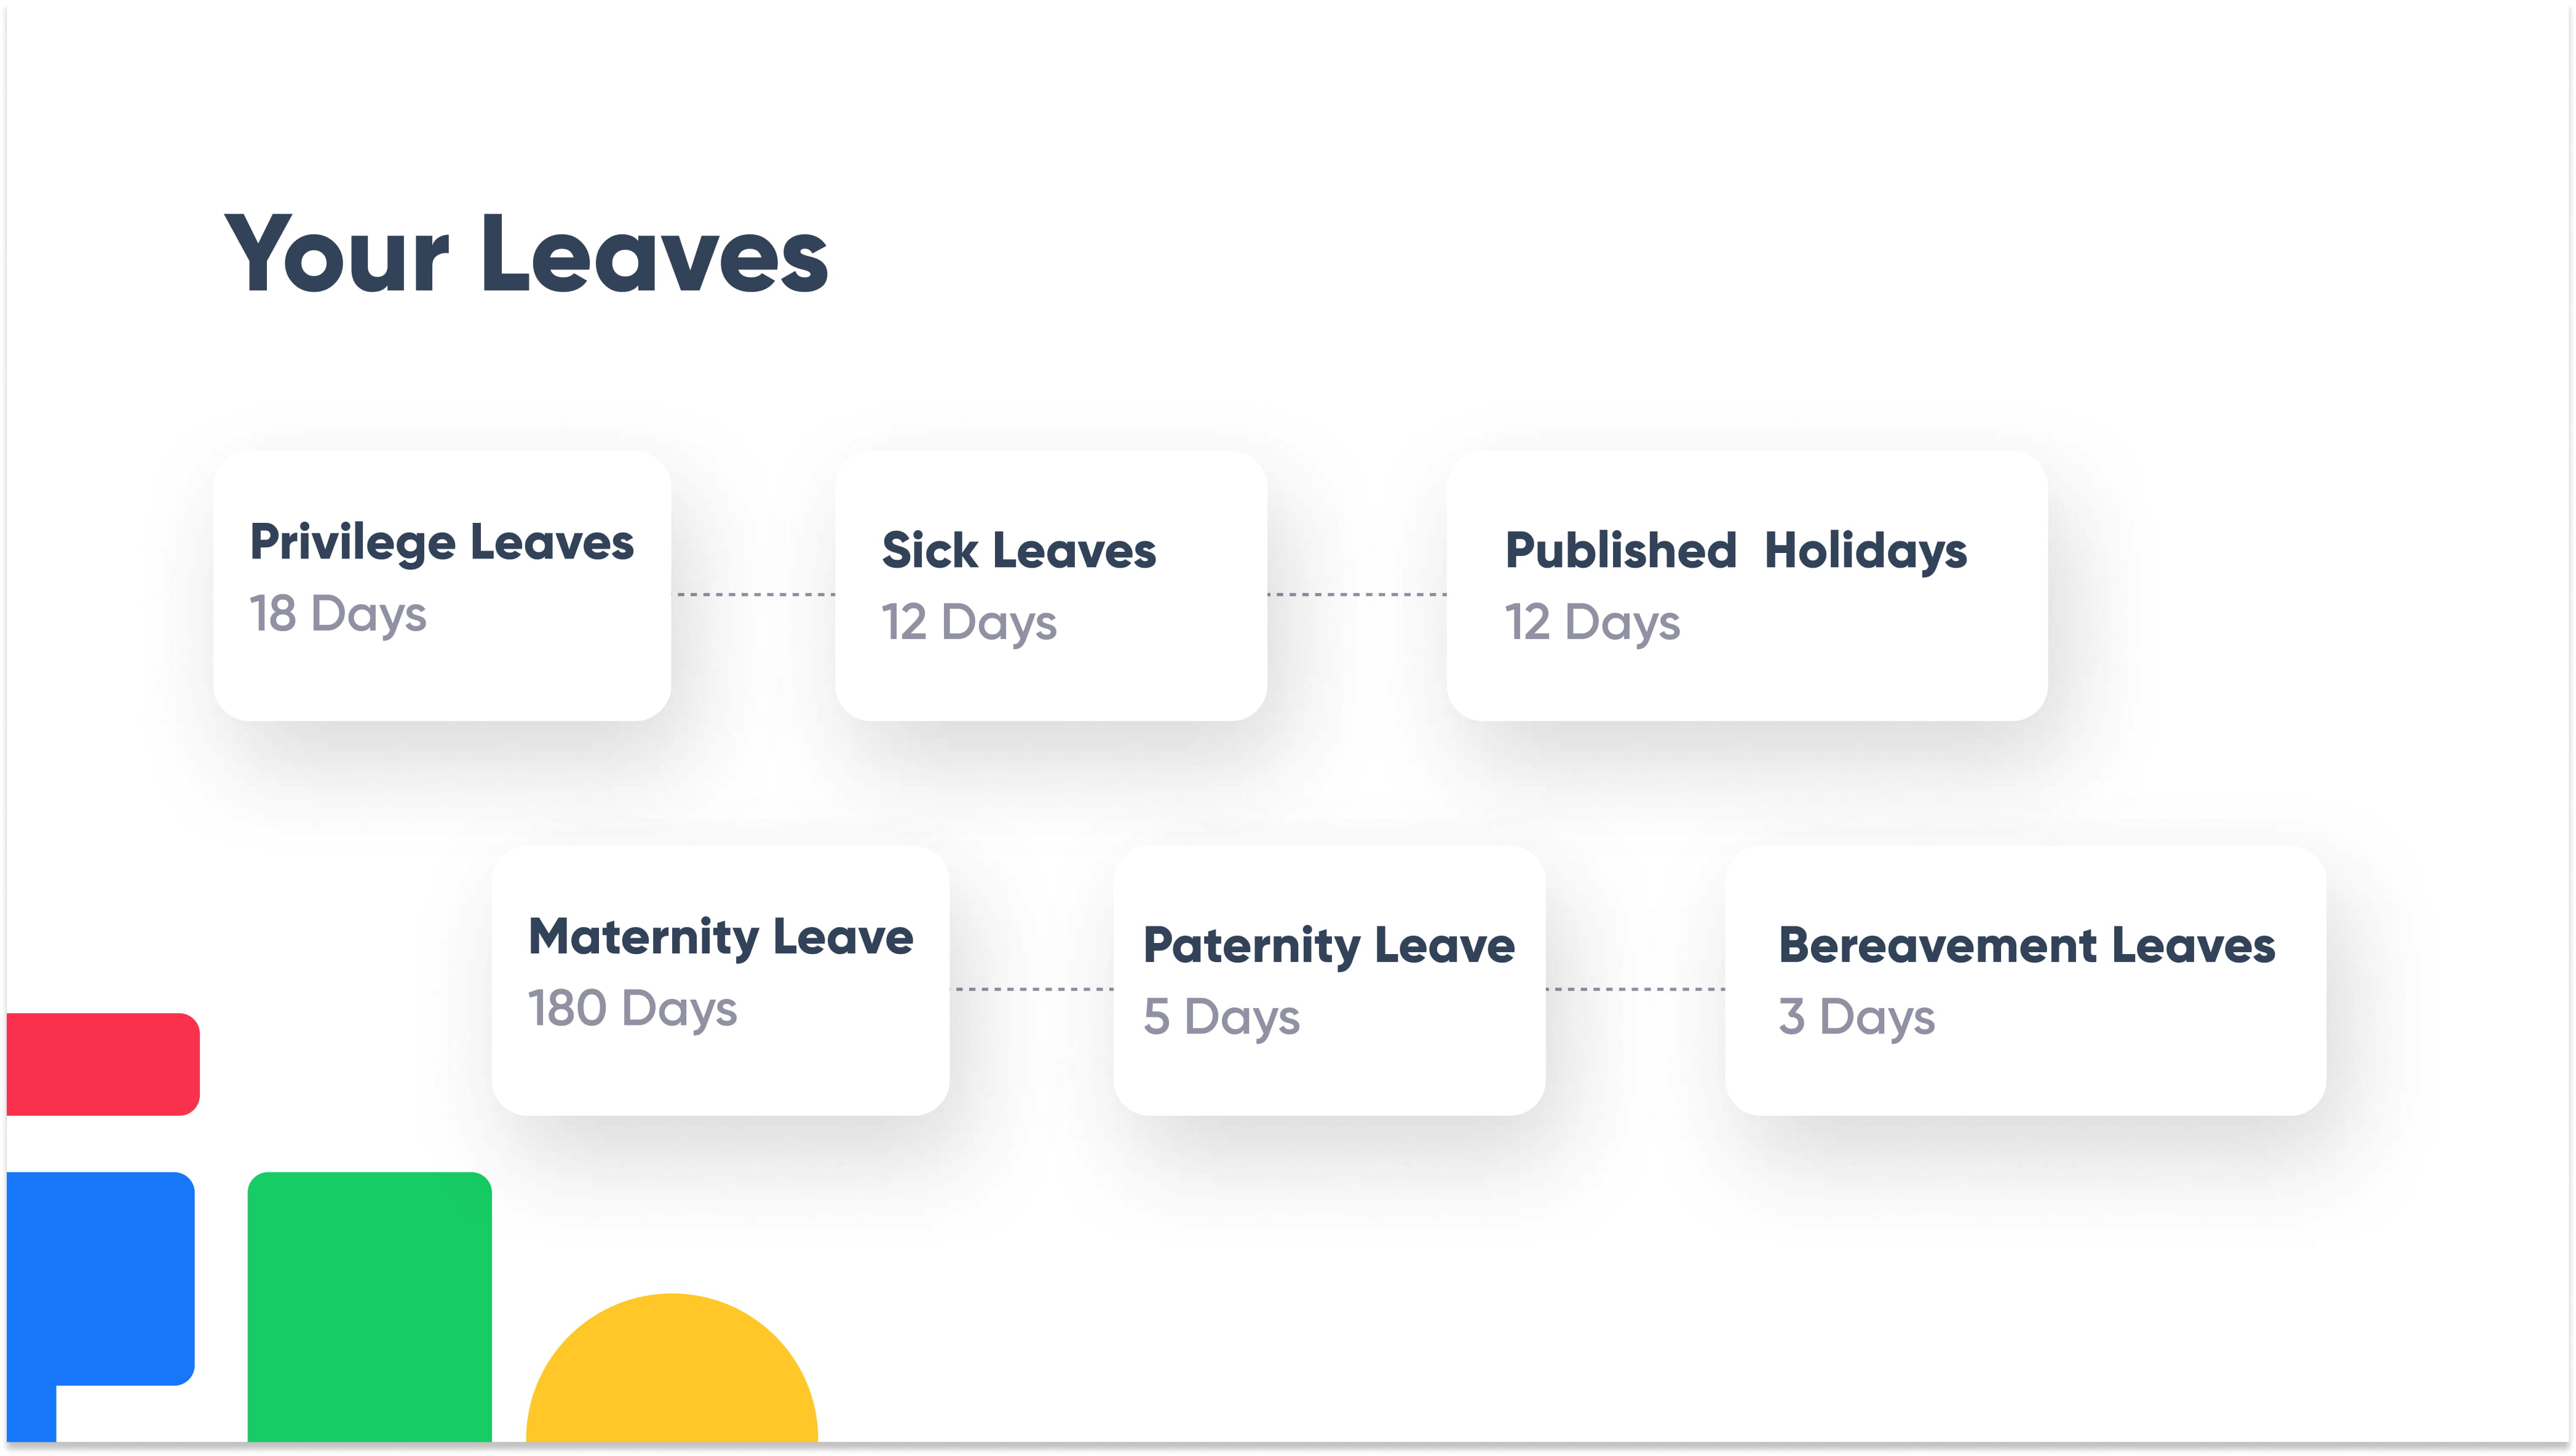 Your Leaves
Privilege Leaves
18 Days
Sick Leaves
12 Days
Published  Holidays
12 Days
Maternity Leave
180 Days
Paternity Leave
5 Days
Bereavement Leaves
3 Days